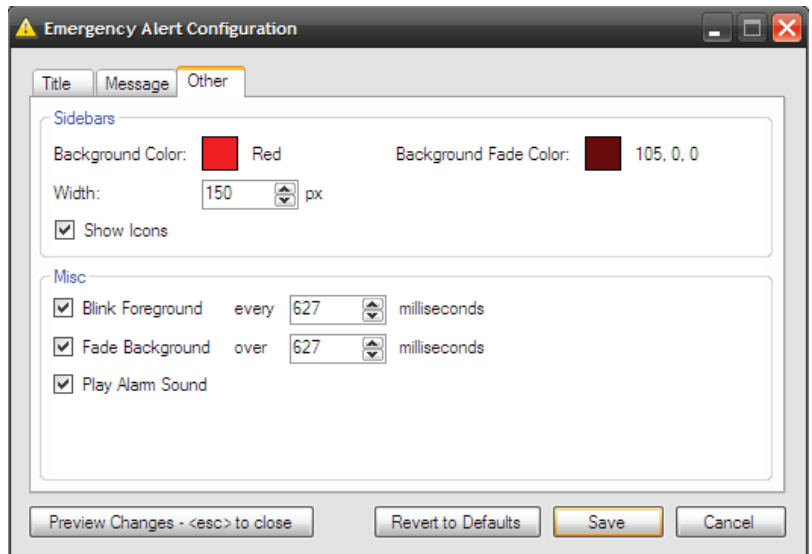 Emergency Alert Configuration
Title Message Other
Sidebars
Background Color: Red Background Fade Color: 105, 0, 0
Width: 150 px
Show Icons
Misc
Blink Foreground every 627 milliseconds
Fade Background over 627 milliseconds
Play Alarm Sound
Preview Changes - <esc> to close Revert to Defaults Save Cancel